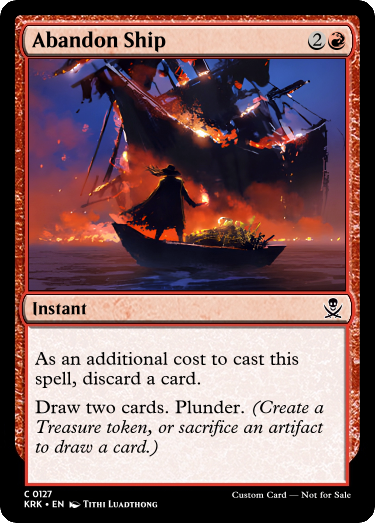 Abandon Ship 2
Instant
As an additional cost to cast this
spell, discard a card.
Draw two cards. Plunder. (Create a
Treasure token, or sacrifice an artifact
to draw a card.)
C 0127
KRK • EN Tithi Luadthong
Custom Card — Not for Sale